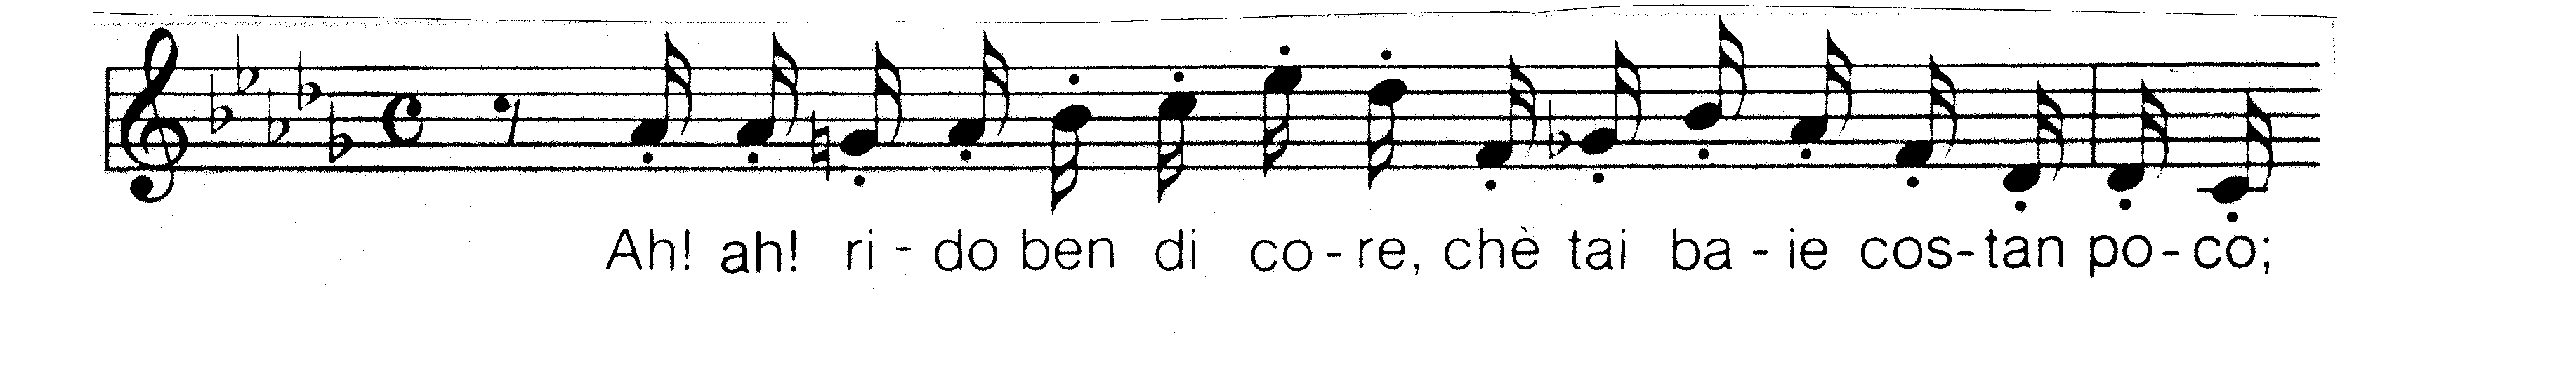 Ah! ah! ri - do ben di co - re, chè tai ba - ie cos - tan po - co;